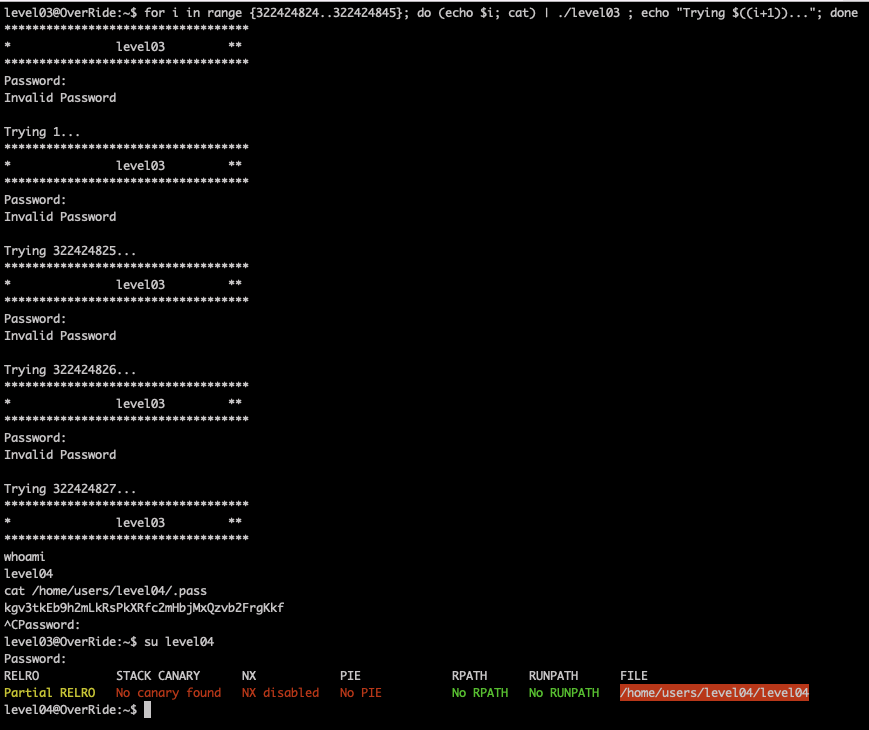 level03@OverRide:~$ for i in range {322424824..322424845}; do (echo $i; cat) | ./level03 ; echo "Trying $((i+1))..."; done
***********************************
*               level03         **
***********************************
Password:
Invalid Password
Trying 1...
***********************************
*               level03         **
***********************************
Password:
Invalid Password
Trying 322424825...
***********************************
*               level03         **
***********************************
Password:
Invalid Password
Trying 322424826...
***********************************
*               level03         **
***********************************
Password:
Invalid Password
Trying 322424827...
***********************************
*               level03         **
***********************************
whoami
level04
cat /home/users/level04/.pass
kgv3tkEb9h2mLkRsPkXRfc2mHbjMxQzvb2FrgKkf
^CPassword:
level03@OverRide:~$ su level04
Password:
RELRO           STACK CANARY      NX            PIE             RPATH      RUNPATH      FILE
Partial RELRO   No canary found   NX disabled   No PIE          No RPATH   No RUNPATH   /home/users/level04/level04
level04@OverRide:~$